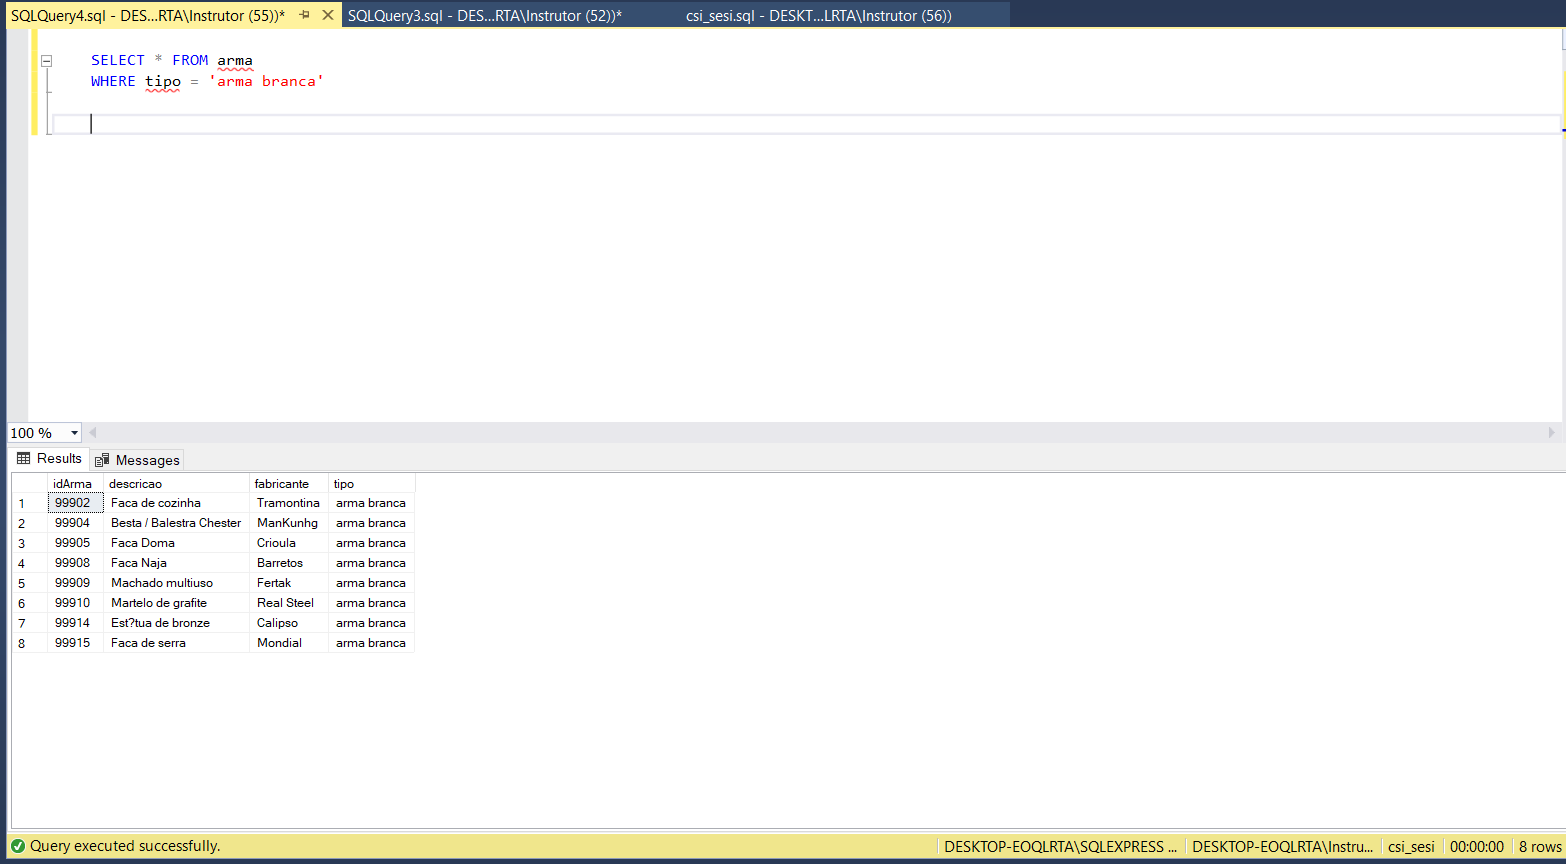 SQLQuery4.sql - DES...RTA\Instrutor (55))* SQLQuery3.sql - DES...RTA\Instrutor (52))* csi_sesi.sql - DESKT...LRTA\Instrutor (56))
SELECT * FROM arma
WHERE tipo = 'arma branca'
100 %
Results Messages
idArma descricao fabricante tipo
1 99902 Faca de cozinha Tramontina arma branca
2 99904 Besta / Balestra Chester ManKunhg arma branca
3 99905 Faca Doma Crioula arma branca
4 99908 Faca Naja Barretos arma branca
5 99909 Machado multiuso Fertak arma branca
6 99910 Martelo de grafite Real Steel arma branca
7 99914 Est?tua de bronze Calipso arma branca
8 99915 Faca de serra Mondial arma branca
Query executed successfully. DESKTOP-EOQLRTA\SQLEXPRESS ... DESKTOP-EOQLRTA\Instru... csi_sesi 00:00:00 8 rows